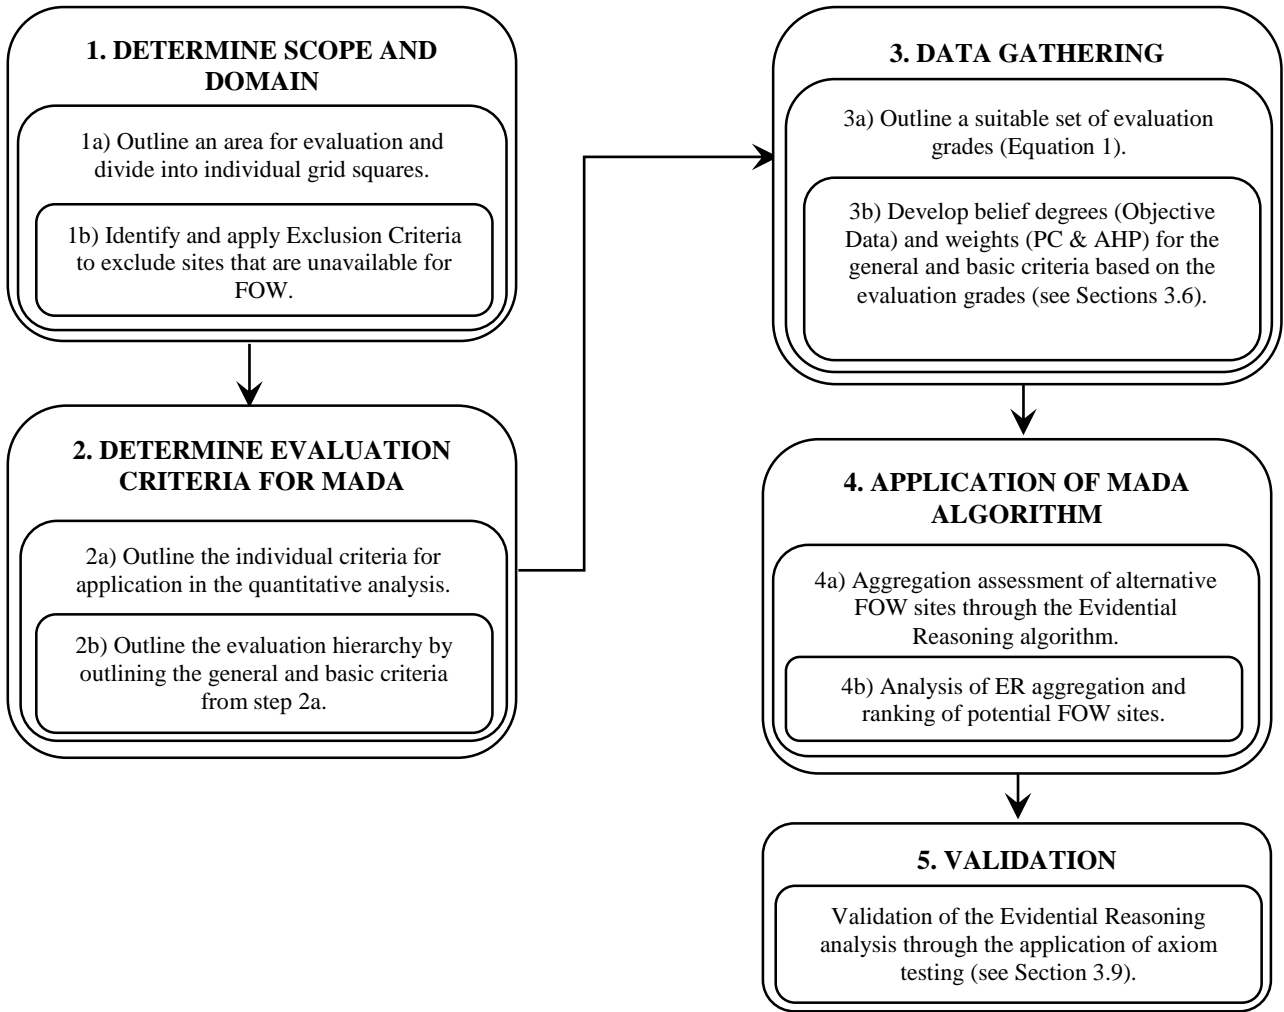 1. DETERMINE SCOPE AND
DOMAIN
1a) Outline an area for evaluation and
divide into individual grid squares.
1b) Identify and apply Exclusion Criteria
to exclude sites that are unavailable for
FOW.
2. DETERMINE EVALUATION
CRITERIA FOR MADA
2a) Outline the individual criteria for
application in the quantitative analysis.
2b) Outline the evaluation hierarchy by
outlining the general and basic criteria
from step 2a.
3. DATA GATHERING
3a) Outline a suitable set of evaluation
grades (Equation 1).
3b) Develop belief degrees (Objective
Data) and weights (PC & AHP) for the
general and basic criteria based on the
evaluation grades (see Sections 3.6).
4. APPLICATION OF MADA
ALGORITHM
4a) Aggregation assessment of alternative
FOW sites through the Evidential
Reasoning algorithm.
4b) Analysis of ER aggregation and
ranking of potential FOW sites.
5. VALIDATION
Validation of the Evidential Reasoning
analysis through the application of axiom
testing (see Section 3.9).